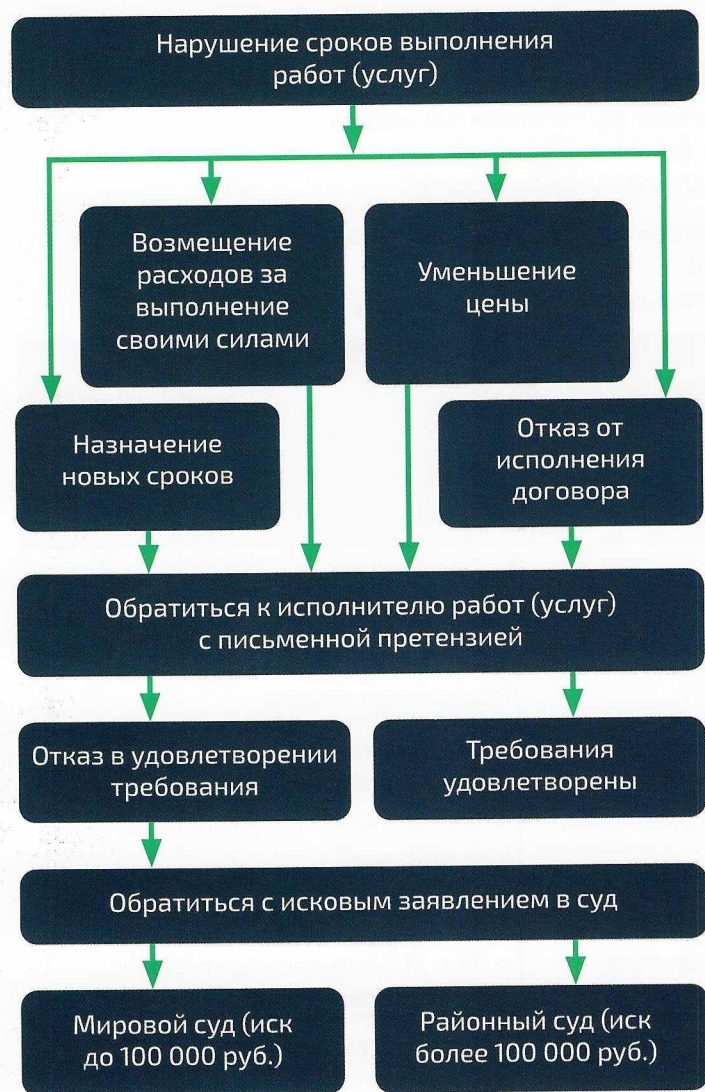 Нарушение сроков выполнения
работ (услуг)
Возмещение
расходов за
выполнение
своими силами
Уменьшение
цены
Назначение
новых сроков
Отказ от
исполнения
договора
Обратиться к исполнителю работ (услуг)
с письменной претензией
Отказ в удовлетворении
требования
Требования
удовлетворены
Обратиться с исковым заявлением в суд
Мировой суд (иск
до 100 000 руб.)
Районный суд (иск
более 100 000 руб.)